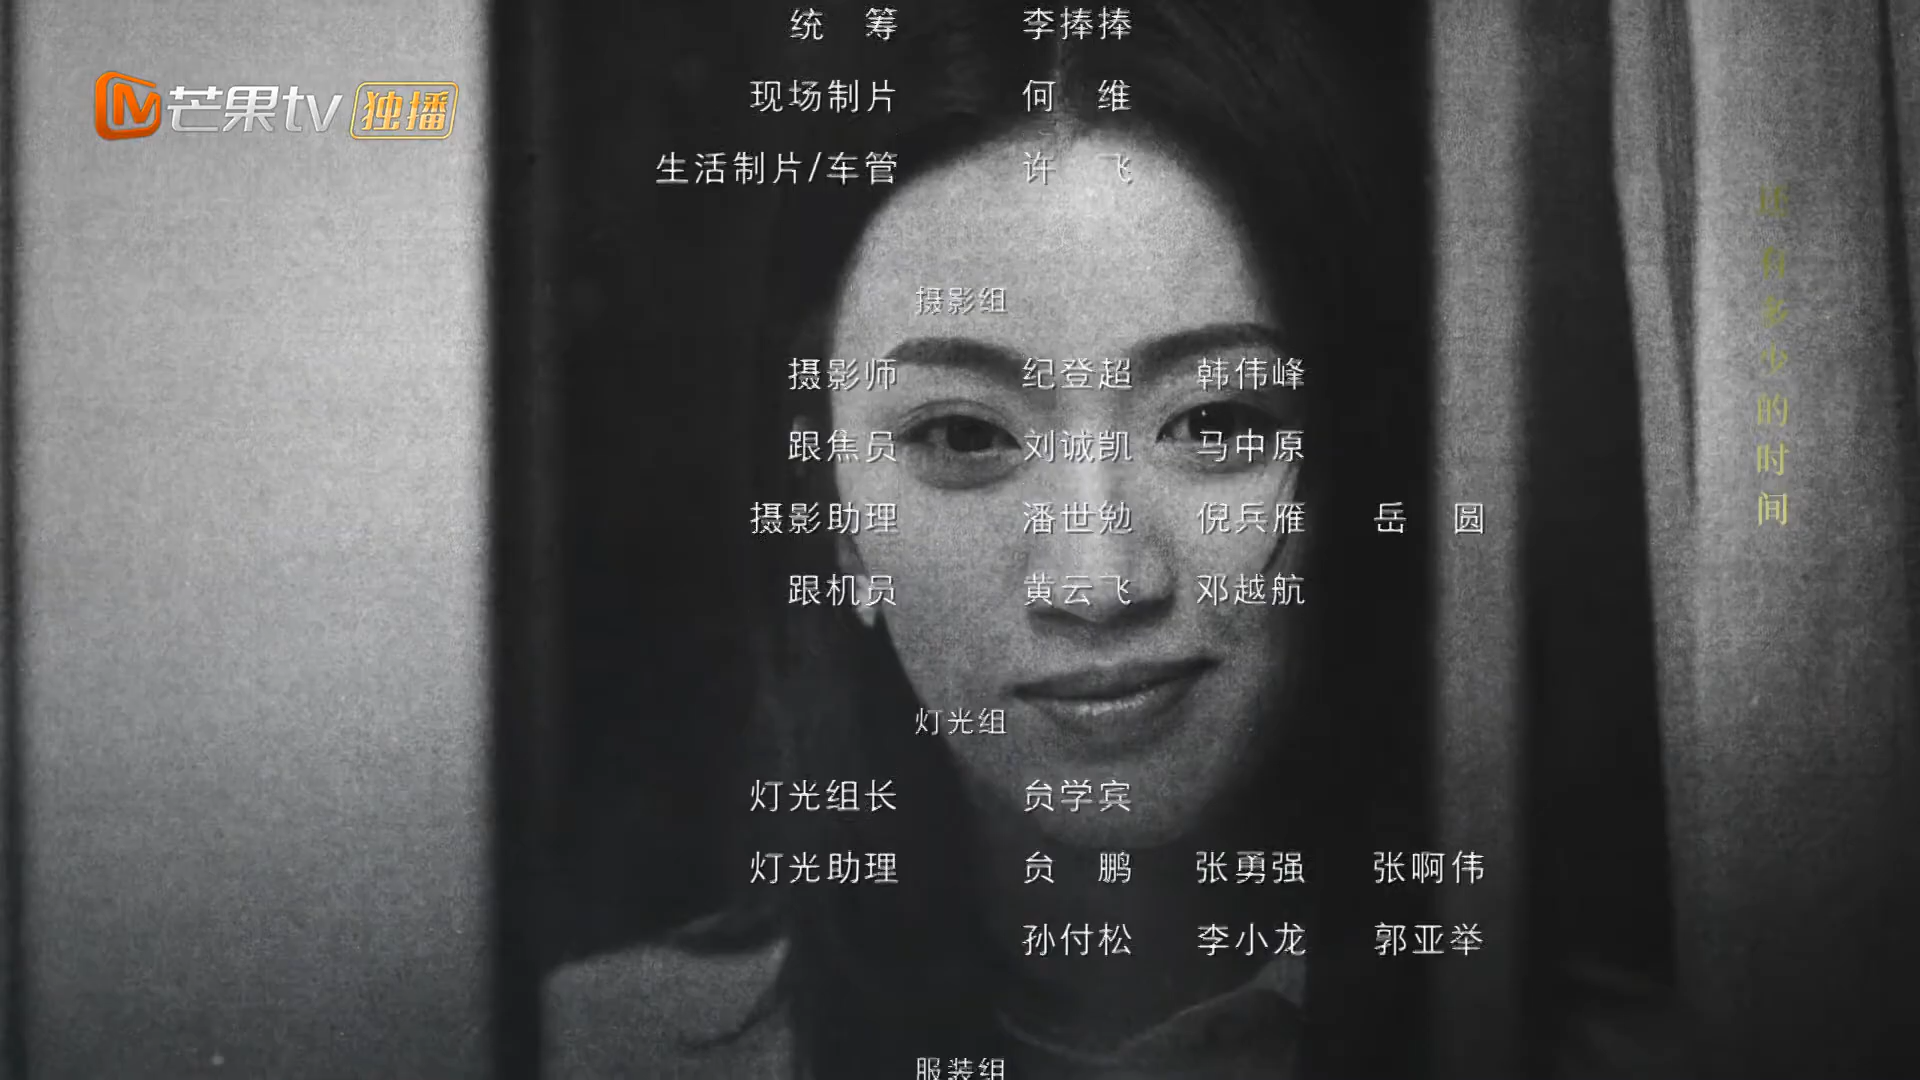 芒果tv 独播
统 筹 李捧捧
现场制片 何 维
生活制片/车管 许 飞
摄影组
摄影师 纪登超 韩伟峰
跟焦员 刘诚凯 马中原
摄影助理 潘世勉 倪兵雁 岳 圆
跟机员 黄云飞 邓越航
灯光组
灯光组长 贠学宾
灯光助理 贠 鹏 张勇强 张啊伟
孙付松 李小龙 郭亚举
服装组
有多少的时间